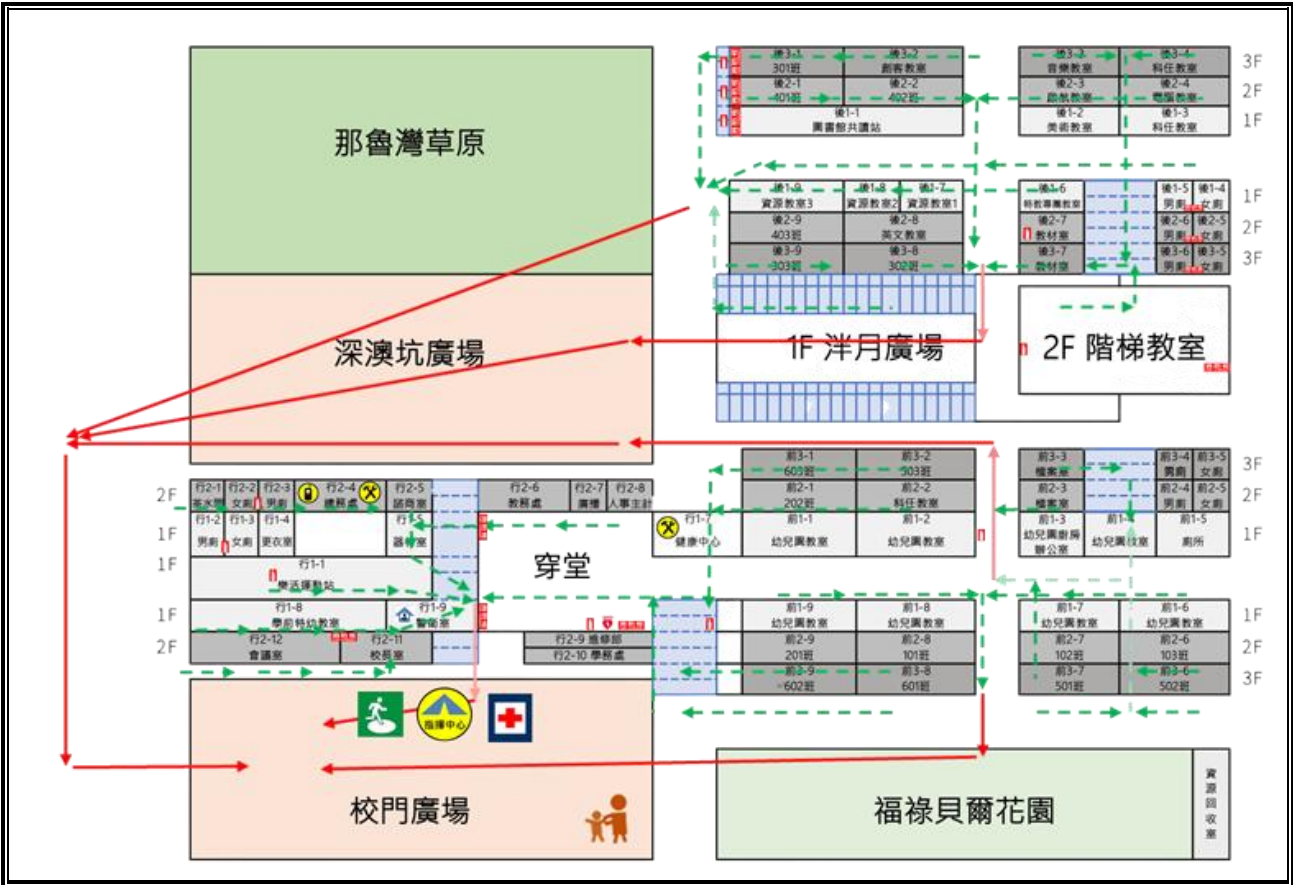 那魯灣草原
深澳坑廣場
後3-1
301班
後3-2
創客教室
後2-1
401班
後2-2
402班
後1-1
圖書館共讀站
音樂教室
後3-4
科任教室
後2-3
啟航教室
後2-4
電腦教室
後1-2
美術教室
後1-3
科任教室
3F
2F
1F
後1-9
資源教室3
後1-8
資源教室2
後1-7
資源教室1
後2-9
403班
後2-8
英文教室
後3-9
303班
後3-8
302班
後1-6
特教專團教室
後1-5
男廁
後1-4
女廁
後2-7
教材室
後2-6
男廁
後2-5
女廁
後3-7
教材室
後3-6
男廁
後3-5
女廁
1F
2F
3F
1F 泮月廣場
2F 階梯教室
前3-1
603班
前3-2
503班
前2-1
202班
前2-2
科任教室
前1-1
幼兒園教室
前1-2
幼兒園教室
前3-3
檔案室
前3-4
男廁
前3-5
女廁
前2-3
檔案室
前2-4
男廁
前2-5
女廁
前1-3
幼兒園廚房
辦公室
前1-4
前1-5
廁所
3F
2F
1F
2F
行2-1
茶水間
行2-2
女廁
行2-3
男廁
行2-4
總務處
行2-5
諮商室
行2-6
教務處
行2-7
廣播
行2-8
人事主計
1F
行1-2
男廁
行1-3
女廁
行1-4
更衣室
行1-5
器材室
行1-7
健康中心
1F
行1-1
樂活運動站
穿堂
1F
行1-8
學前特幼教室
行1-9
警衛室
2F
行2-12
會議室
行2-11
校長室
行2-9 進修部
行2-10 學務處
前1-9
幼兒園教室
前1-8
幼兒園教室
前2-9
201班
前2-8
101班
前3-9
602班
前3-8
601班
前1-7
幼兒園教室
前1-6
幼兒園教室
前2-7
102班
前2-6
103班
前3-7
501班
前3-6
502班
1F
2F
3F
指揮中心
校門廣場
福祿貝爾花園
資源回收室